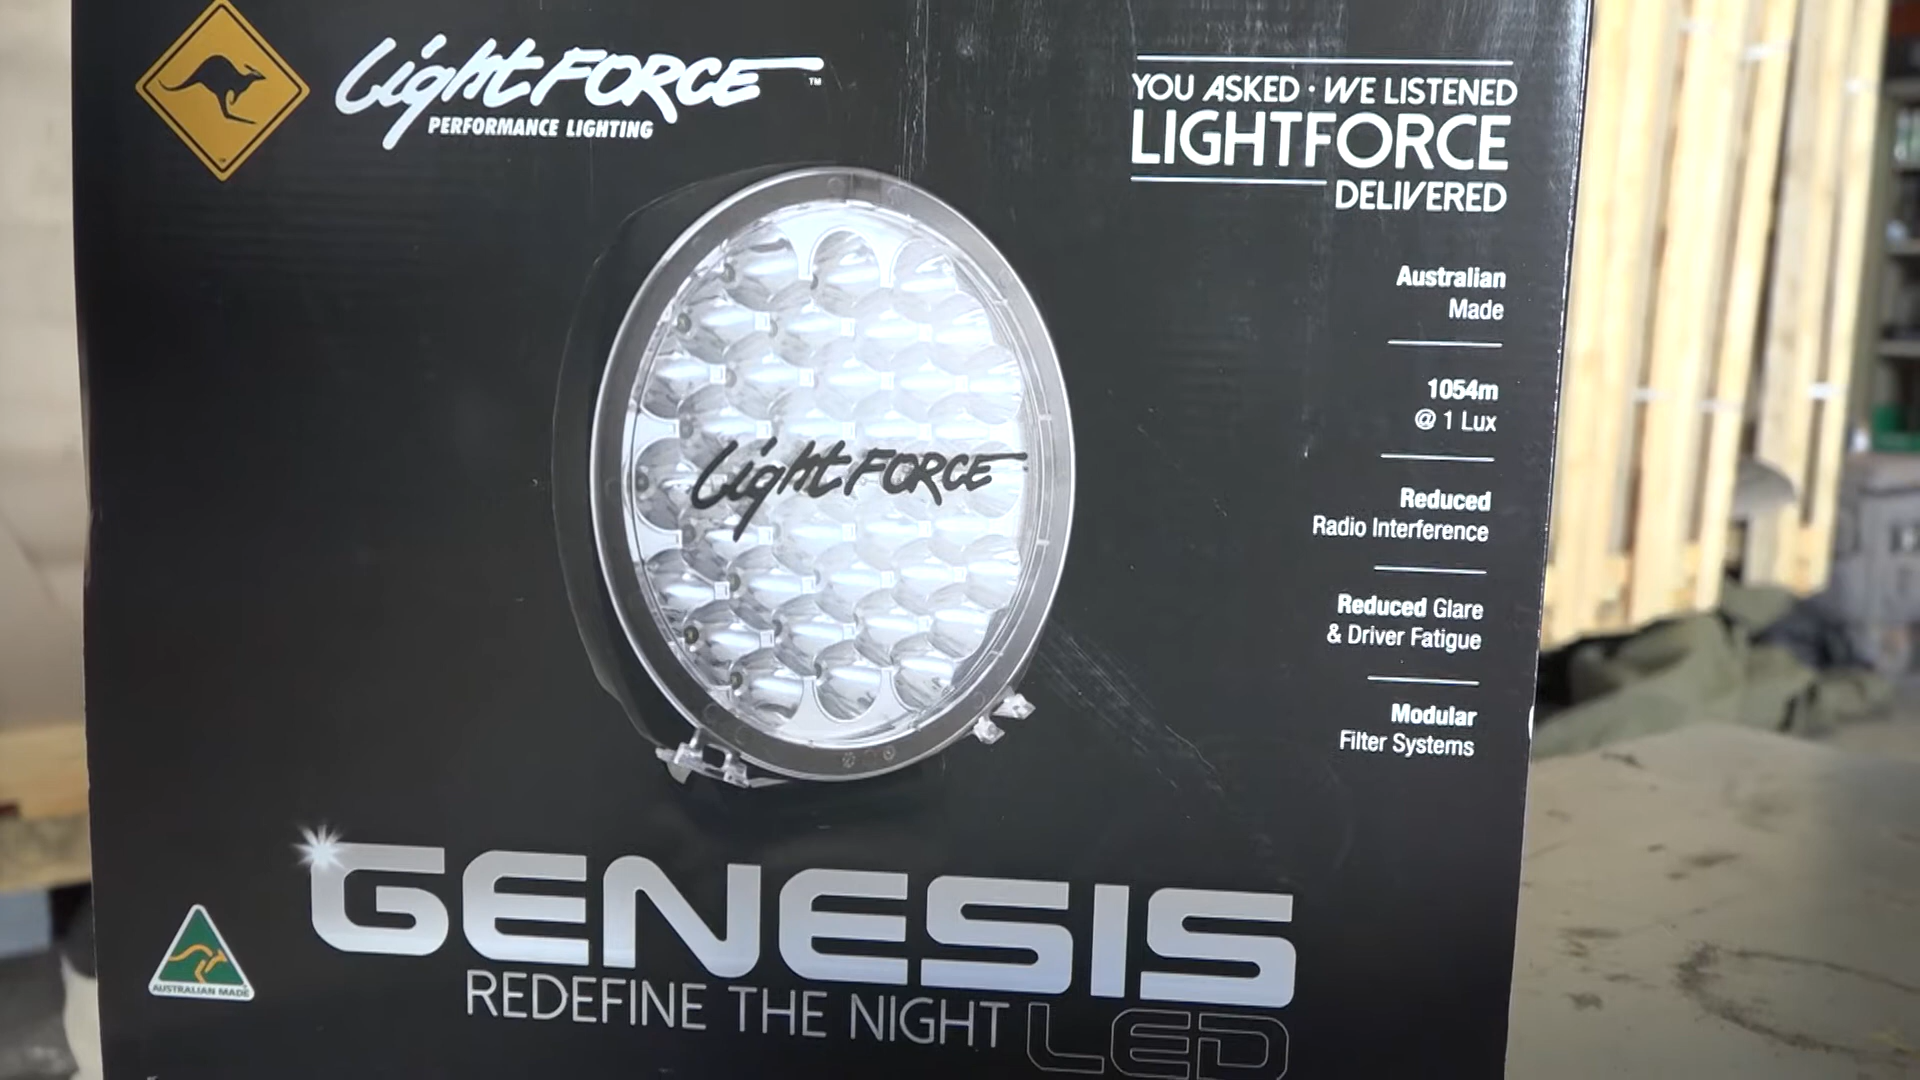 LightFORCE™
PERFORMANCE LIGHTING
YOU ASKED · WE LISTENED
LIGHTFORCE
DELIVERED
Australian
Made
1054m
@ 1 Lux
Reduced
Radio Interference
Reduced Glare
& Driver Fatigue
Modular
Filter Systems
LightFORCE
GENESIS
REDEFINE THE NIGHT LED
AUSTRALIAN MADE